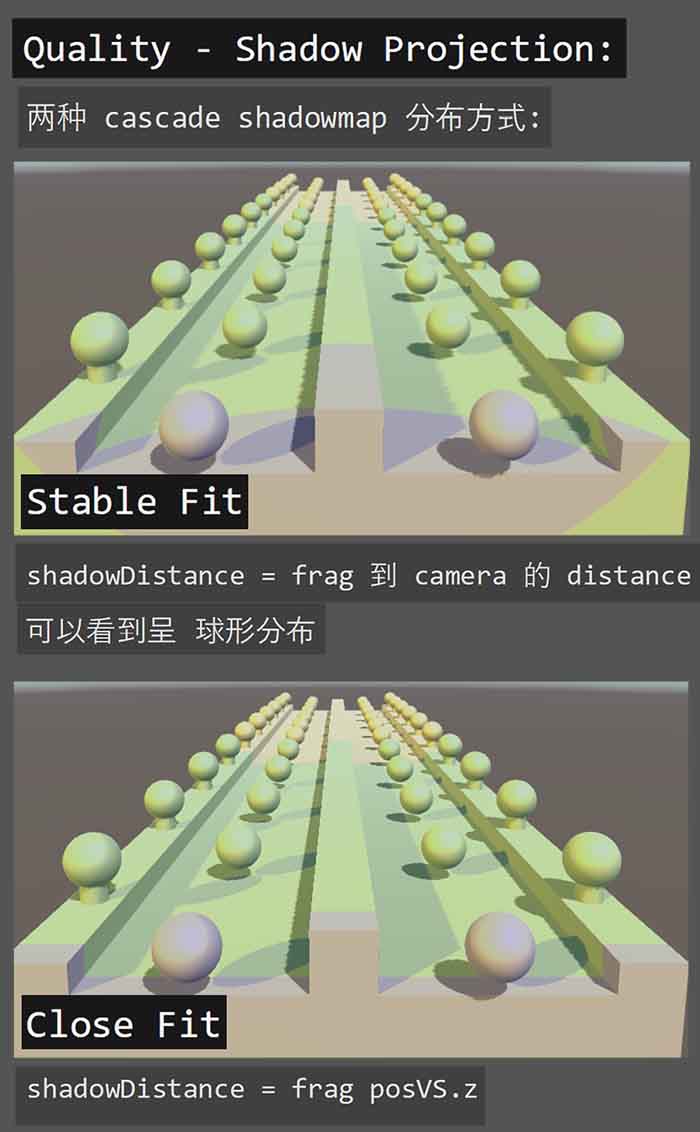 Quality - Shadow Projection:
两种 cascade shadowmap 分布方式:
Stable Fit
shadowDistance = frag 到 camera 的 distance
可以看到呈 球形分布
Close Fit
shadowDistance = frag posVS.z